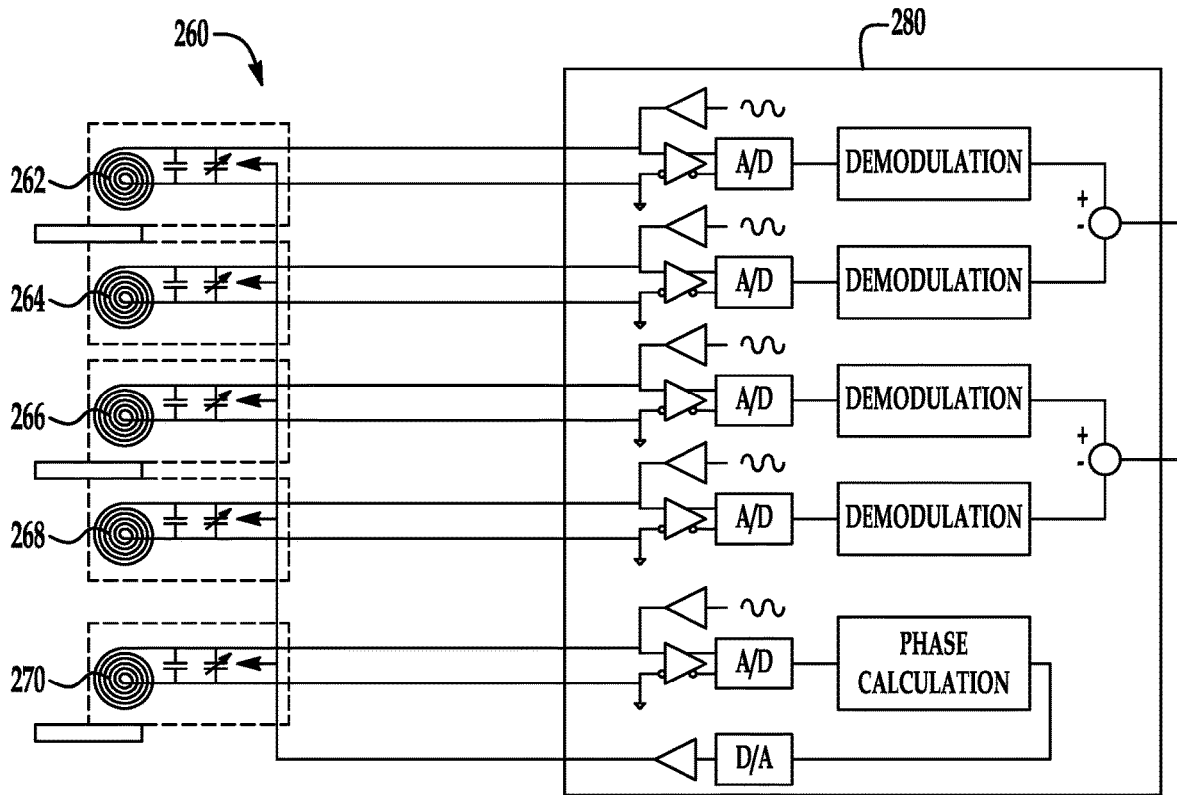 260
280
262
A/D
DEMODULATION
+
-
264
A/D
DEMODULATION
266
A/D
DEMODULATION
+
-
268
A/D
DEMODULATION
270
A/D
PHASE
CALCULATION
D/A